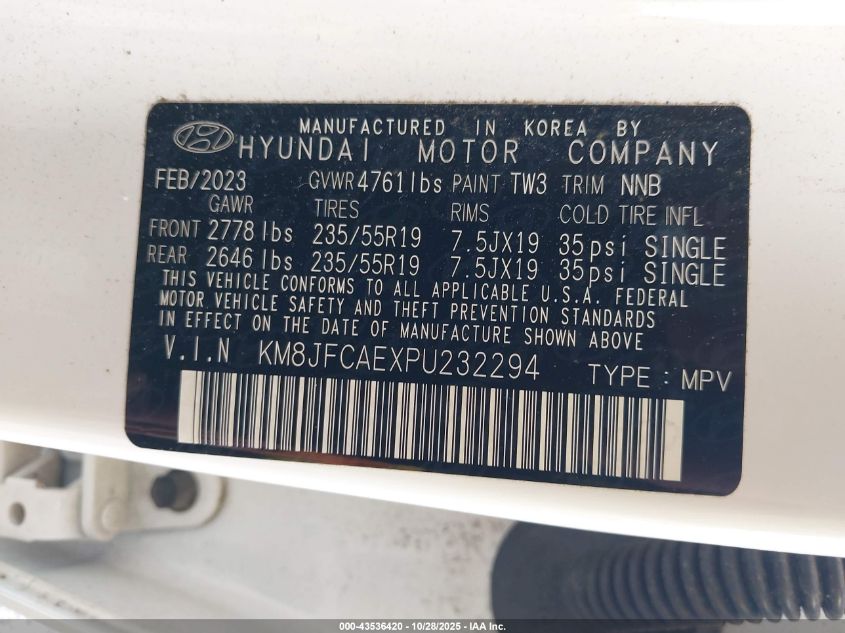 MANUFACTURED IN KOREA BY
HYUNDAI MOTOR COMPANY
FEB/2023 GVWR 4761lbs PAINT TW3 TRIM NNB
GAWR TIRES RIMS COLD TIRE INFL
FRONT 2778 lbs 235/55R19 7.5JX19 35psi SINGLE
REAR 2646 lbs 235/55R19 7.5JX19 35psi SINGLE
THIS VEHICLE CONFORMS TO ALL APPLICABLE U.S.A. FEDERAL
MOTOR VEHICLE SAFETY AND THEFT PREVENTION STANDARDS
IN EFFECT ON THE DATE OF MANUFACTURE SHOWN ABOVE
V.I.N KM8JFCAEXPU232294 TYPE : MPV
000-43536420 - 10/28/2025 - IAA Inc.